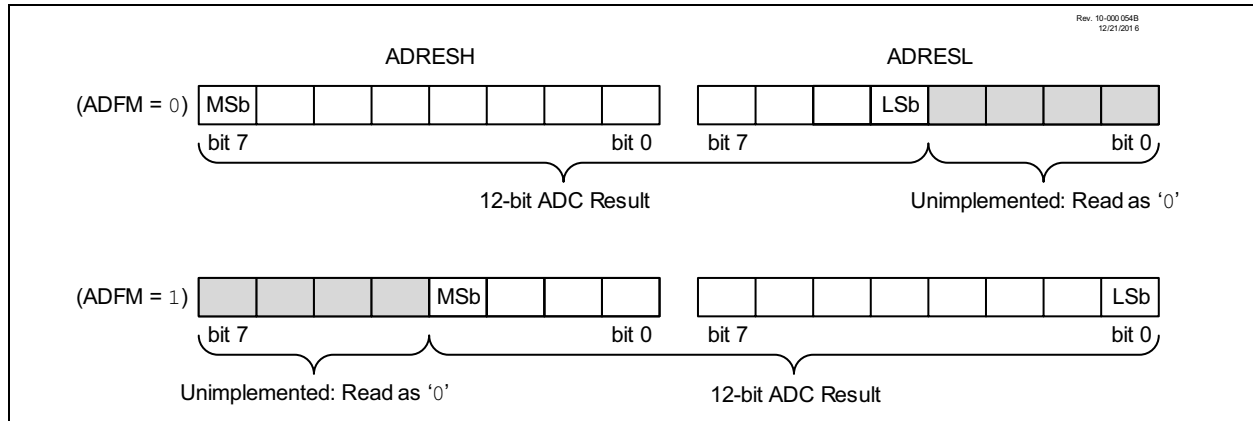 Rev. 10-000 054B
12/21/201 6
ADRESH ADRESL
(ADFM = 0) MSb LSb
bit 7 bit 0 bit 7 bit 0
12-bit ADC Result Unimplemented: Read as ‘0’
(ADFM = 1) MSb LSb
bit 7 bit 0 bit 7 bit 0
Unimplemented: Read as ‘0’ 12-bit ADC Result